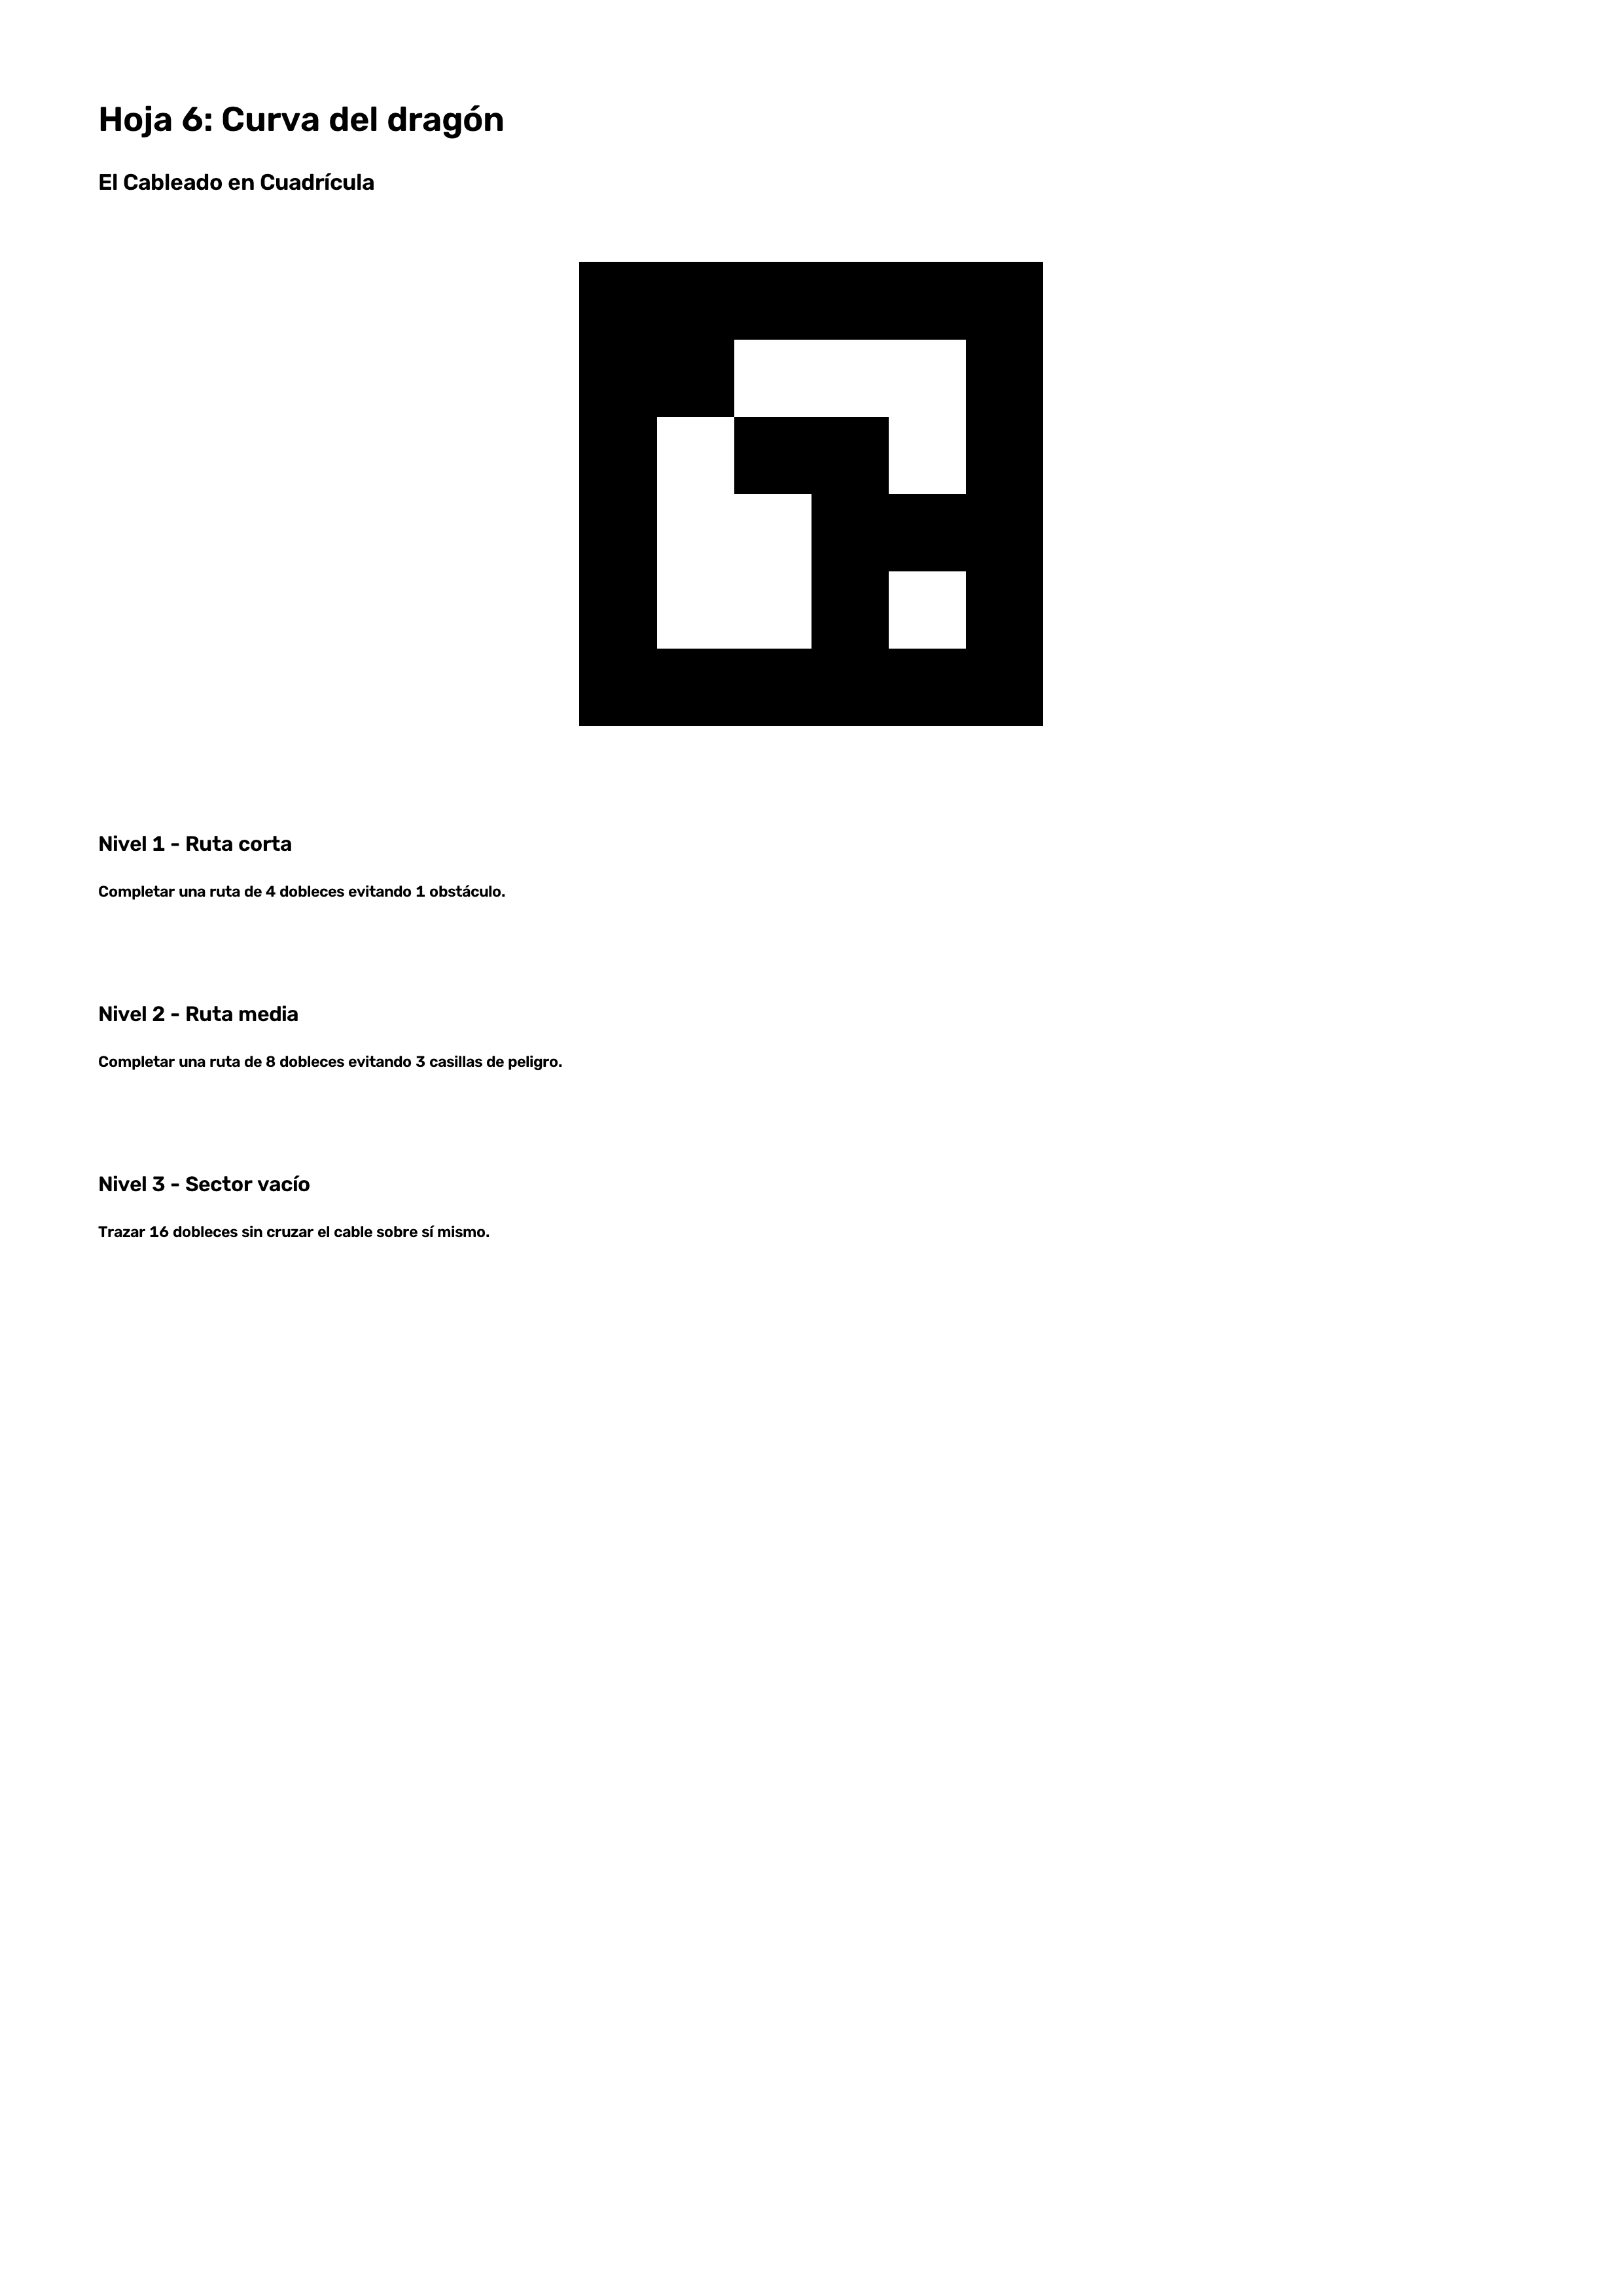 Hoja 6: Curva del dragón
El Cableado en Cuadrícula
Nivel 1 - Ruta corta
Completar una ruta de 4 dobleces evitando 1 obstáculo.
Nivel 2 - Ruta media
Completar una ruta de 8 dobleces evitando 3 casillas de peligro.
Nivel 3 - Sector vacío
Trazar 16 dobleces sin cruzar el cable sobre sí mismo.